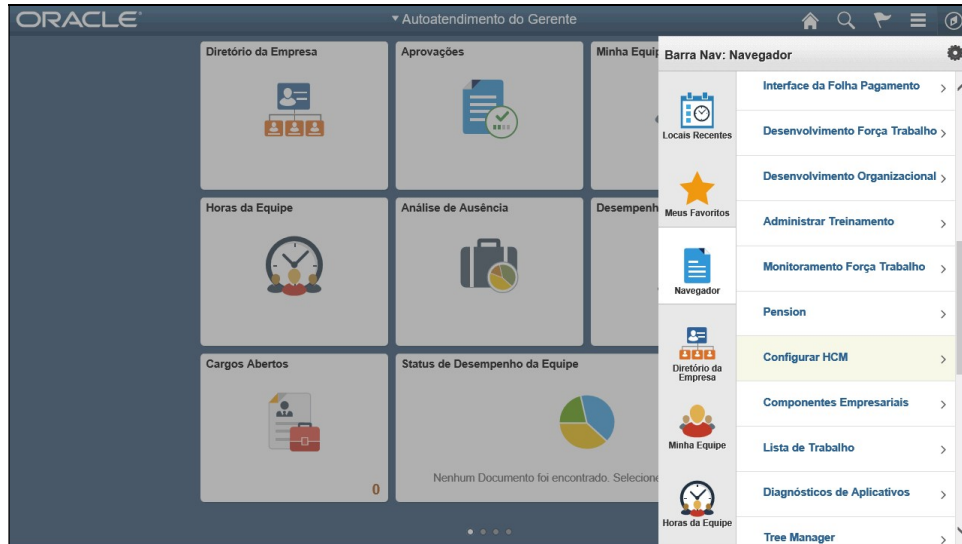 ORACLE
Autoatendimento do Gerente
Diretório da Empresa
Aprovações
Minha Equip
Horas da Equipe
Análise de Ausência
Desempenh
Cargos Abertos
0
Status de Desempenho da Equipe
Nenhum Documento foi encontrado. Selecione
Barra Nav: Navegador
Locais Recentes
Meus Favoritos
Navegador
Diretório da
Empresa
Minha Equipe
Horas da Equipe
Interface da Folha Pagamento
Desenvolvimento Força Trabalho
Desenvolvimento Organizacional
Administrar Treinamento
Monitoramento Força Trabalho
Pension
Configurar HCM
Componentes Empresariais
Lista de Trabalho
Diagnósticos de Aplicativos
Tree Manager